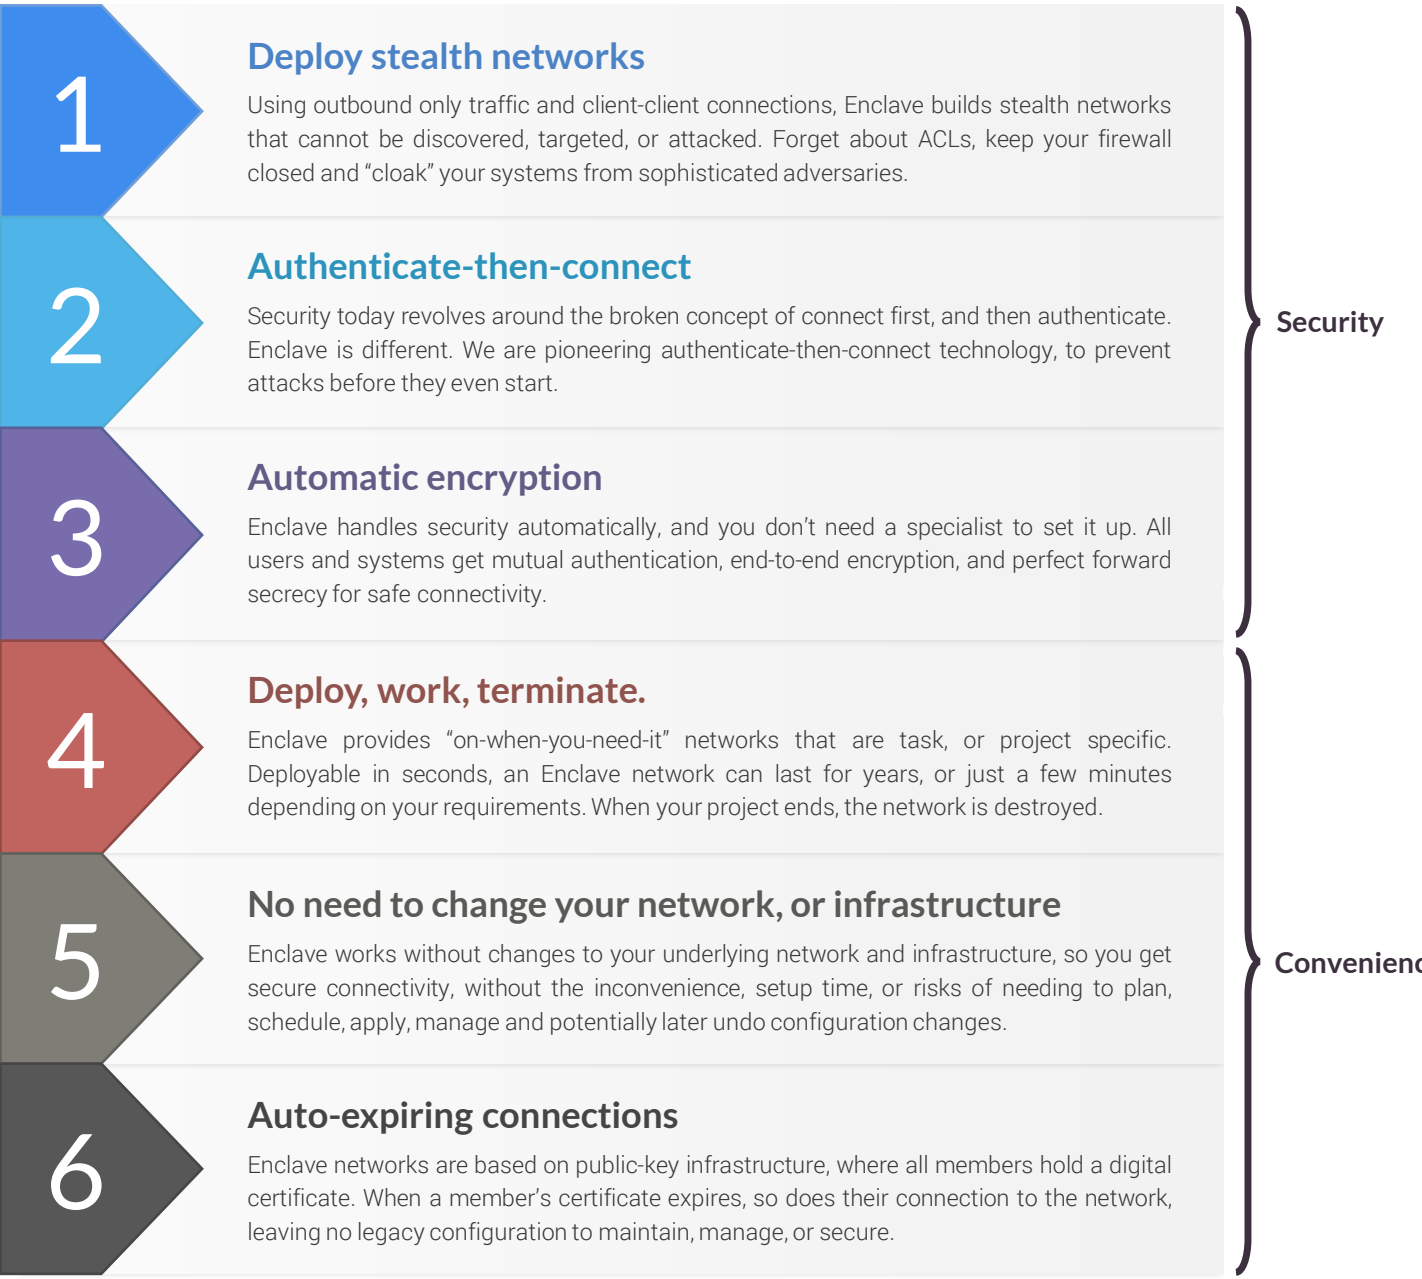 1
Deploy stealth networks
Using outbound only traffic and client-client connections, Enclave builds stealth networks
that cannot be discovered, targeted, or attacked. Forget about ACLs, keep your firewall
closed and “cloak” your systems from sophisticated adversaries.
2
Authenticate-then-connect
Security today revolves around the broken concept of connect first, and then authenticate.
Enclave is different. We are pioneering authenticate-then-connect technology, to prevent
attacks before they even start.
Security
3
Automatic encryption
Enclave handles security automatically, and you don’t need a specialist to set it up. All
users and systems get mutual authentication, end-to-end encryption, and perfect forward
secrecy for safe connectivity.
4
Deploy, work, terminate.
Enclave provides “on-when-you-need-it” networks that are task, or project specific.
Deployable in seconds, an Enclave network can last for years, or just a few minutes
depending on your requirements. When your project ends, the network is destroyed.
5
No need to change your network, or infrastructure
Enclave works without changes to your underlying network and infrastructure, so you get
secure connectivity, without the inconvenience, setup time, or risks of needing to plan,
schedule, apply, manage and potentially later undo configuration changes.
Convenienc
6
Auto-expiring connections
Enclave networks are based on public-key infrastructure, where all members hold a digital
certificate. When a member’s certificate expires, so does their connection to the network,
leaving no legacy configuration to maintain, manage, or secure.